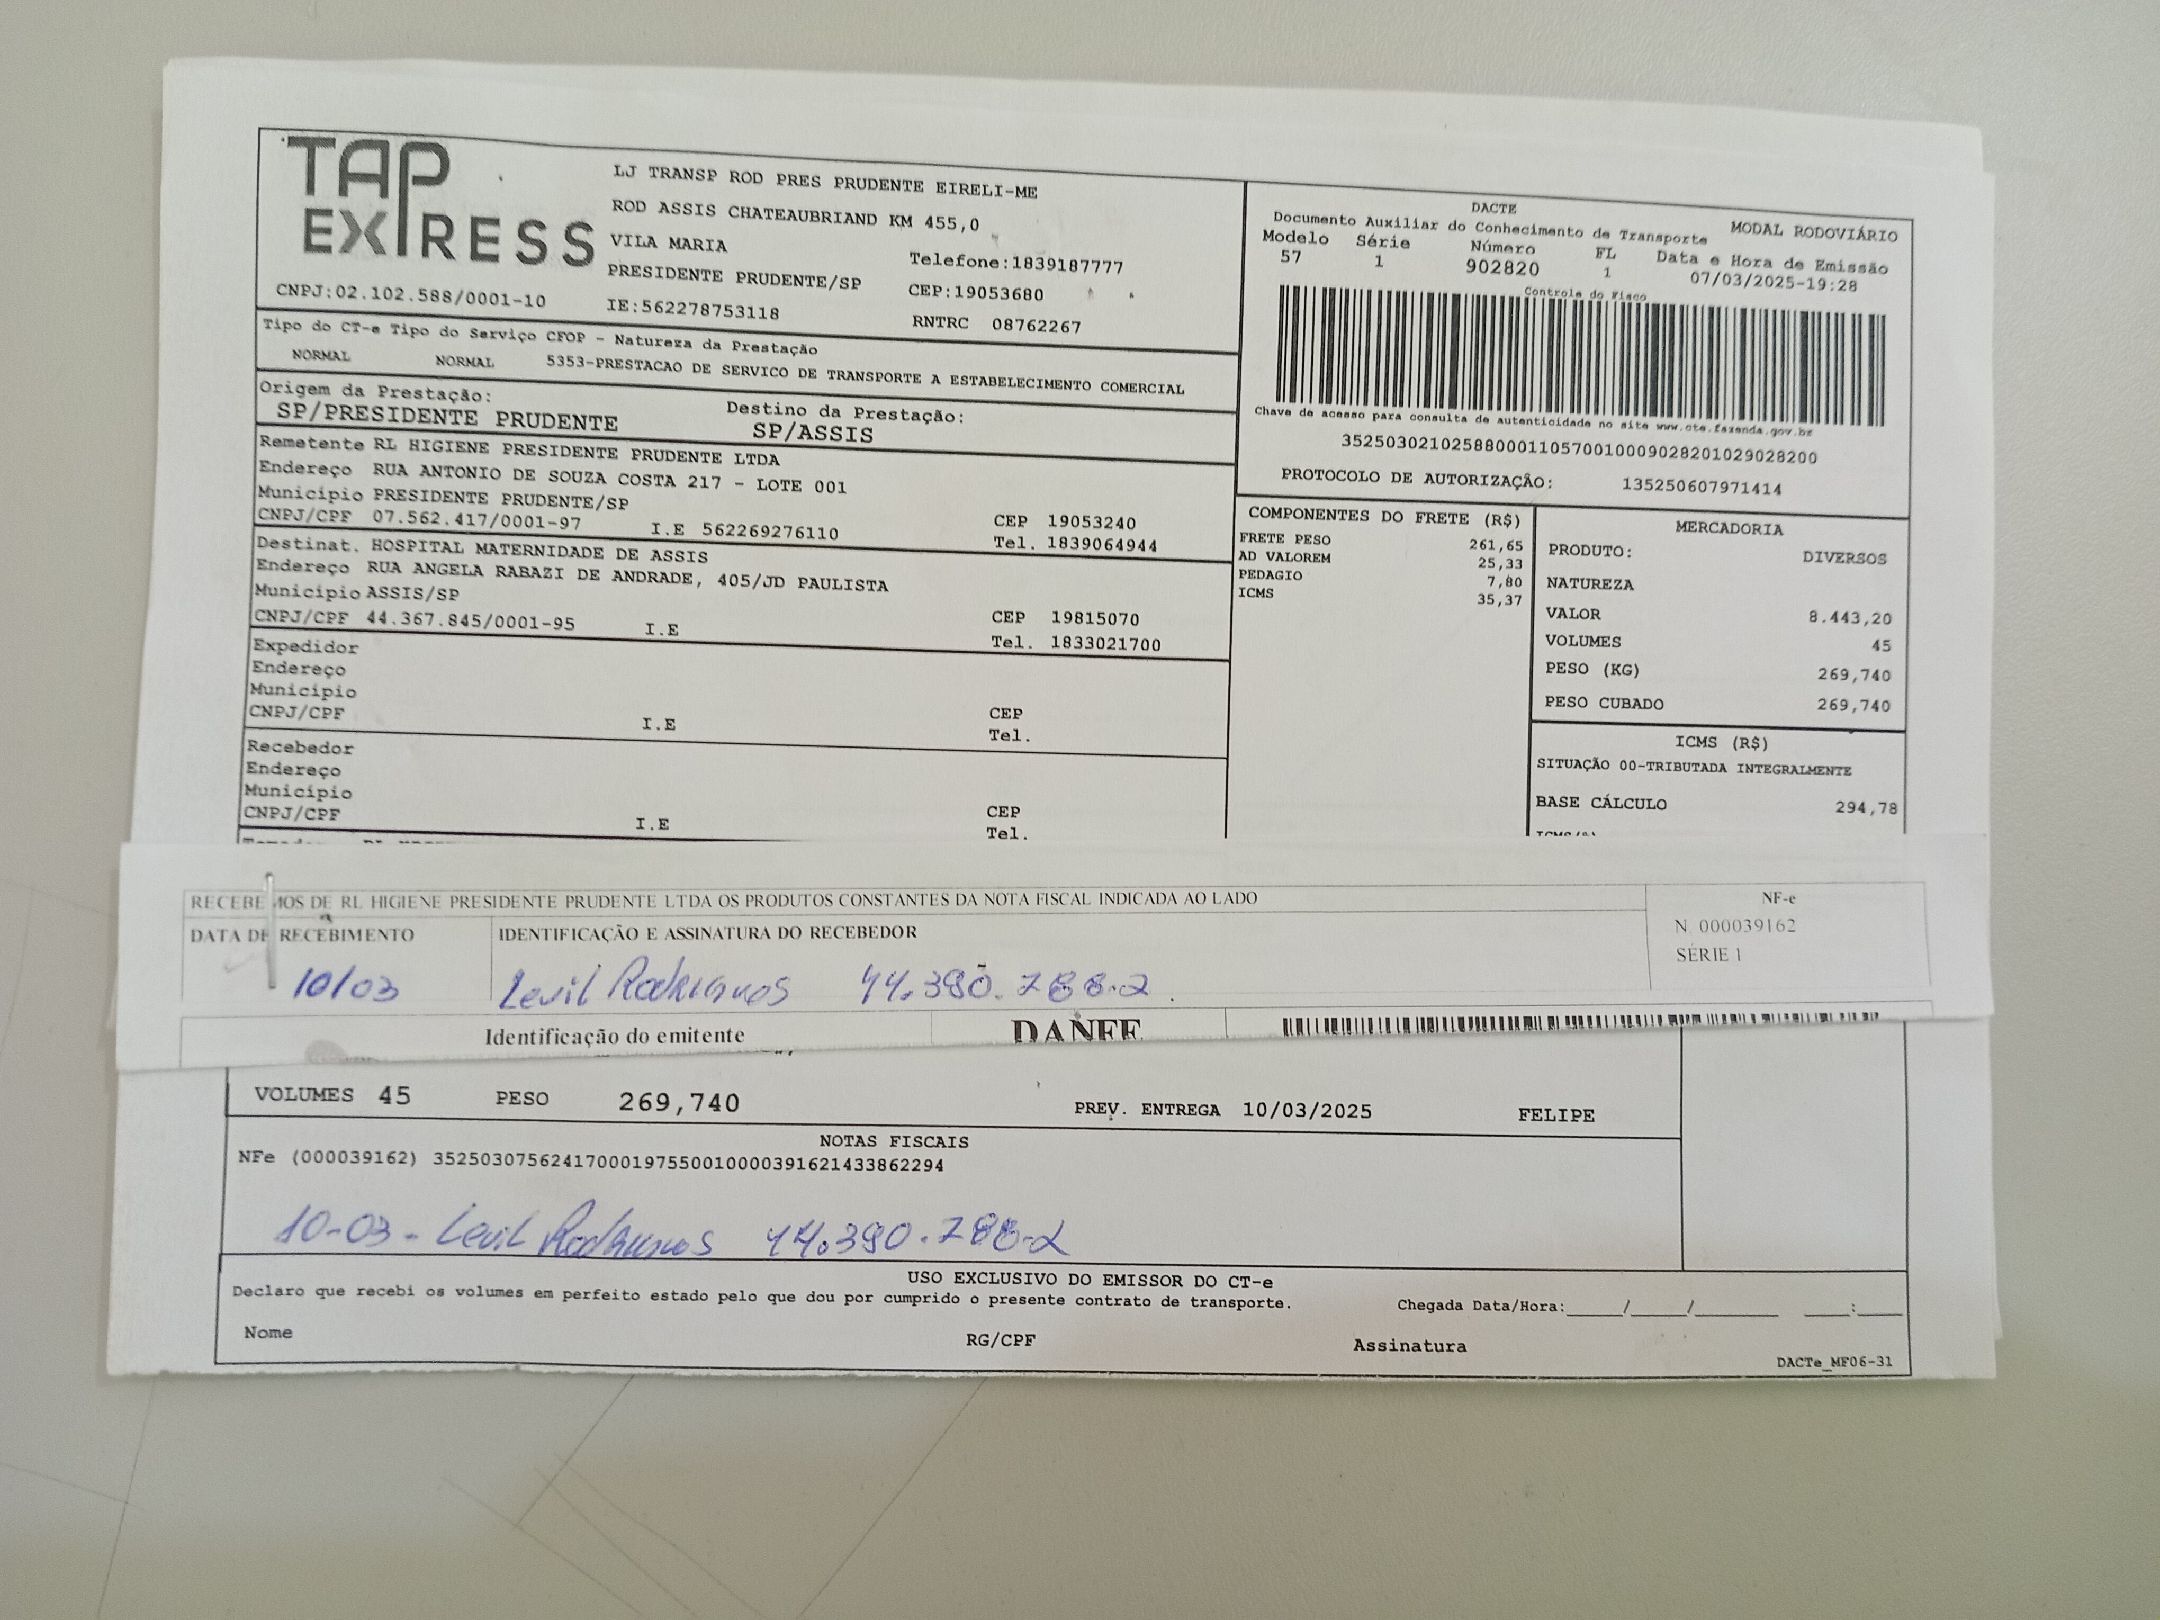 TAP
EXPRESS
LJ TRANSP ROD PRES PRUDENTE EIRELI-ME
ROD ASSIS CHATEAUBRIAND KM 455,0
VILA MARIA
Telefone:1839187777
PRESIDENTE PRUDENTE/SP
CEP:19053680
CNPJ:02.102.588/0001-10
IE:562278753118
RNTRC 08762267
DACTE
Documento Auxiliar do Conhecimento de Transporte
MODAL RODOVIÁRIO
Modelo Série Número FL Data e Hora de Emissão
57 1 902820 1 07/03/2025-19:28
Controle do Fisco
Chave de acesso para consulta de autenticidade no site www.cte.fazenda.gov.br
35250302102588000110570010009028201029028200
PROTOCOLO DE AUTORIZAÇÃO: 135250607971414
Tipo do CT-e Tipo do Serviço CFOP - Natureza da Prestação
NORMAL NORMAL 5353-PRESTACAO DE SERVICO DE TRANSPORTE A ESTABELECIMENTO COMERCIAL
Origem da Prestação: Destino da Prestação:
SP/PRESIDENTE PRUDENTE SP/ASSIS
Remetente RL HIGIENE PRESIDENTE PRUDENTE LTDA
Endereço RUA ANTONIO DE SOUZA COSTA 217 - LOTE 001
Município PRESIDENTE PRUDENTE/SP CEP 19053240
CNPJ/CPF 07.562.417/0001-97 I.E 562269276110 Tel. 1839064944
Destinat. HOSPITAL MATERNIDADE DE ASSIS
Endereço RUA ANGELA RABAZI DE ANDRADE, 405/JD PAULISTA
Município ASSIS/SP CEP 19815070
CNPJ/CPF 44.367.845/0001-95 I.E Tel. 1833021700
Expedidor
Endereço
Município CEP
CNPJ/CPF I.E Tel.
Recebedor
Endereço
Município CEP
CNPJ/CPF I.E Tel.
COMPONENTES DO FRETE (R$)
FRETE PESO 261,65
AD VALOREM 25,33
PEDAGIO 7,80
ICMS 35,37
MERCADORIA
PRODUTO: DIVERSOS
NATUREZA
VALOR 8.443,20
VOLUMES 45
PESO (KG) 269,740
PESO CUBADO 269,740
ICMS (R$)
SITUAÇÃO 00-TRIBUTADA INTEGRALMENTE
BASE CÁLCULO 294,78
RECEBEMOS DE RL HIGIENE PRESIDENTE PRUDENTE LTDA OS PRODUTOS CONSTANTES DA NOTA FISCAL INDICADA AO LADO
NF-e
N. 000039162
SÉRIE 1
DATA DE RECEBIMENTO IDENTIFICAÇÃO E ASSINATURA DO RECEBEDOR
10/03 Levil Rodrigues 44.390.788-2
Identificação do emitente DANFE
VOLUMES 45 PESO 269,740 PREV. ENTREGA 10/03/2025 FELIPE
NOTAS FISCAIS
NFe (000039162) 35250307562417000197550010000391621433862294
10-03 - Levil Rodrigues 44.390.788-2
USO EXCLUSIVO DO EMISSOR DO CT-e
Declaro que recebi os volumes em perfeito estado pelo que dou por cumprido o presente contrato de transporte. Chegada Data/Hora:____/____/______ ___:___
Nome RG/CPF Assinatura
DACTe_MF06-31